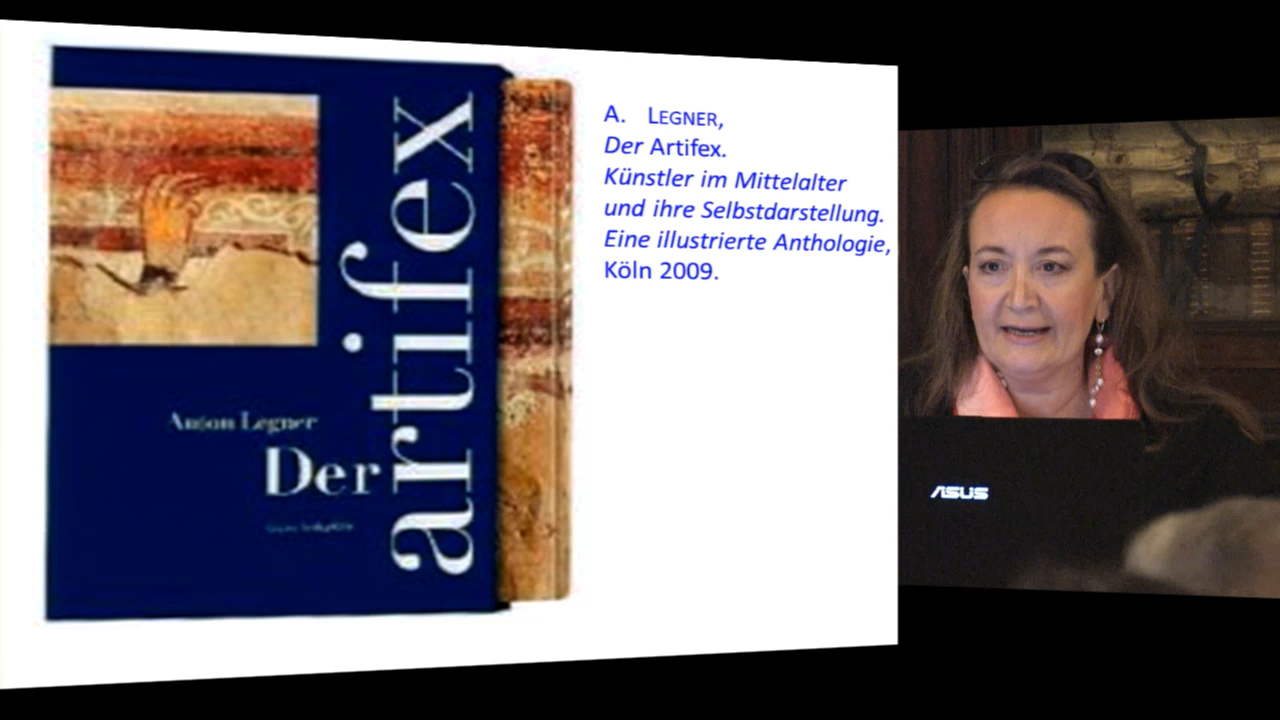 Anton Legner
Der
artifex
A. LEGNER,
Der Artifex.
Künstler im Mittelalter
und ihre Selbstdarstellung.
Eine illustrierte Anthologie,
Köln 2009.
ASUS